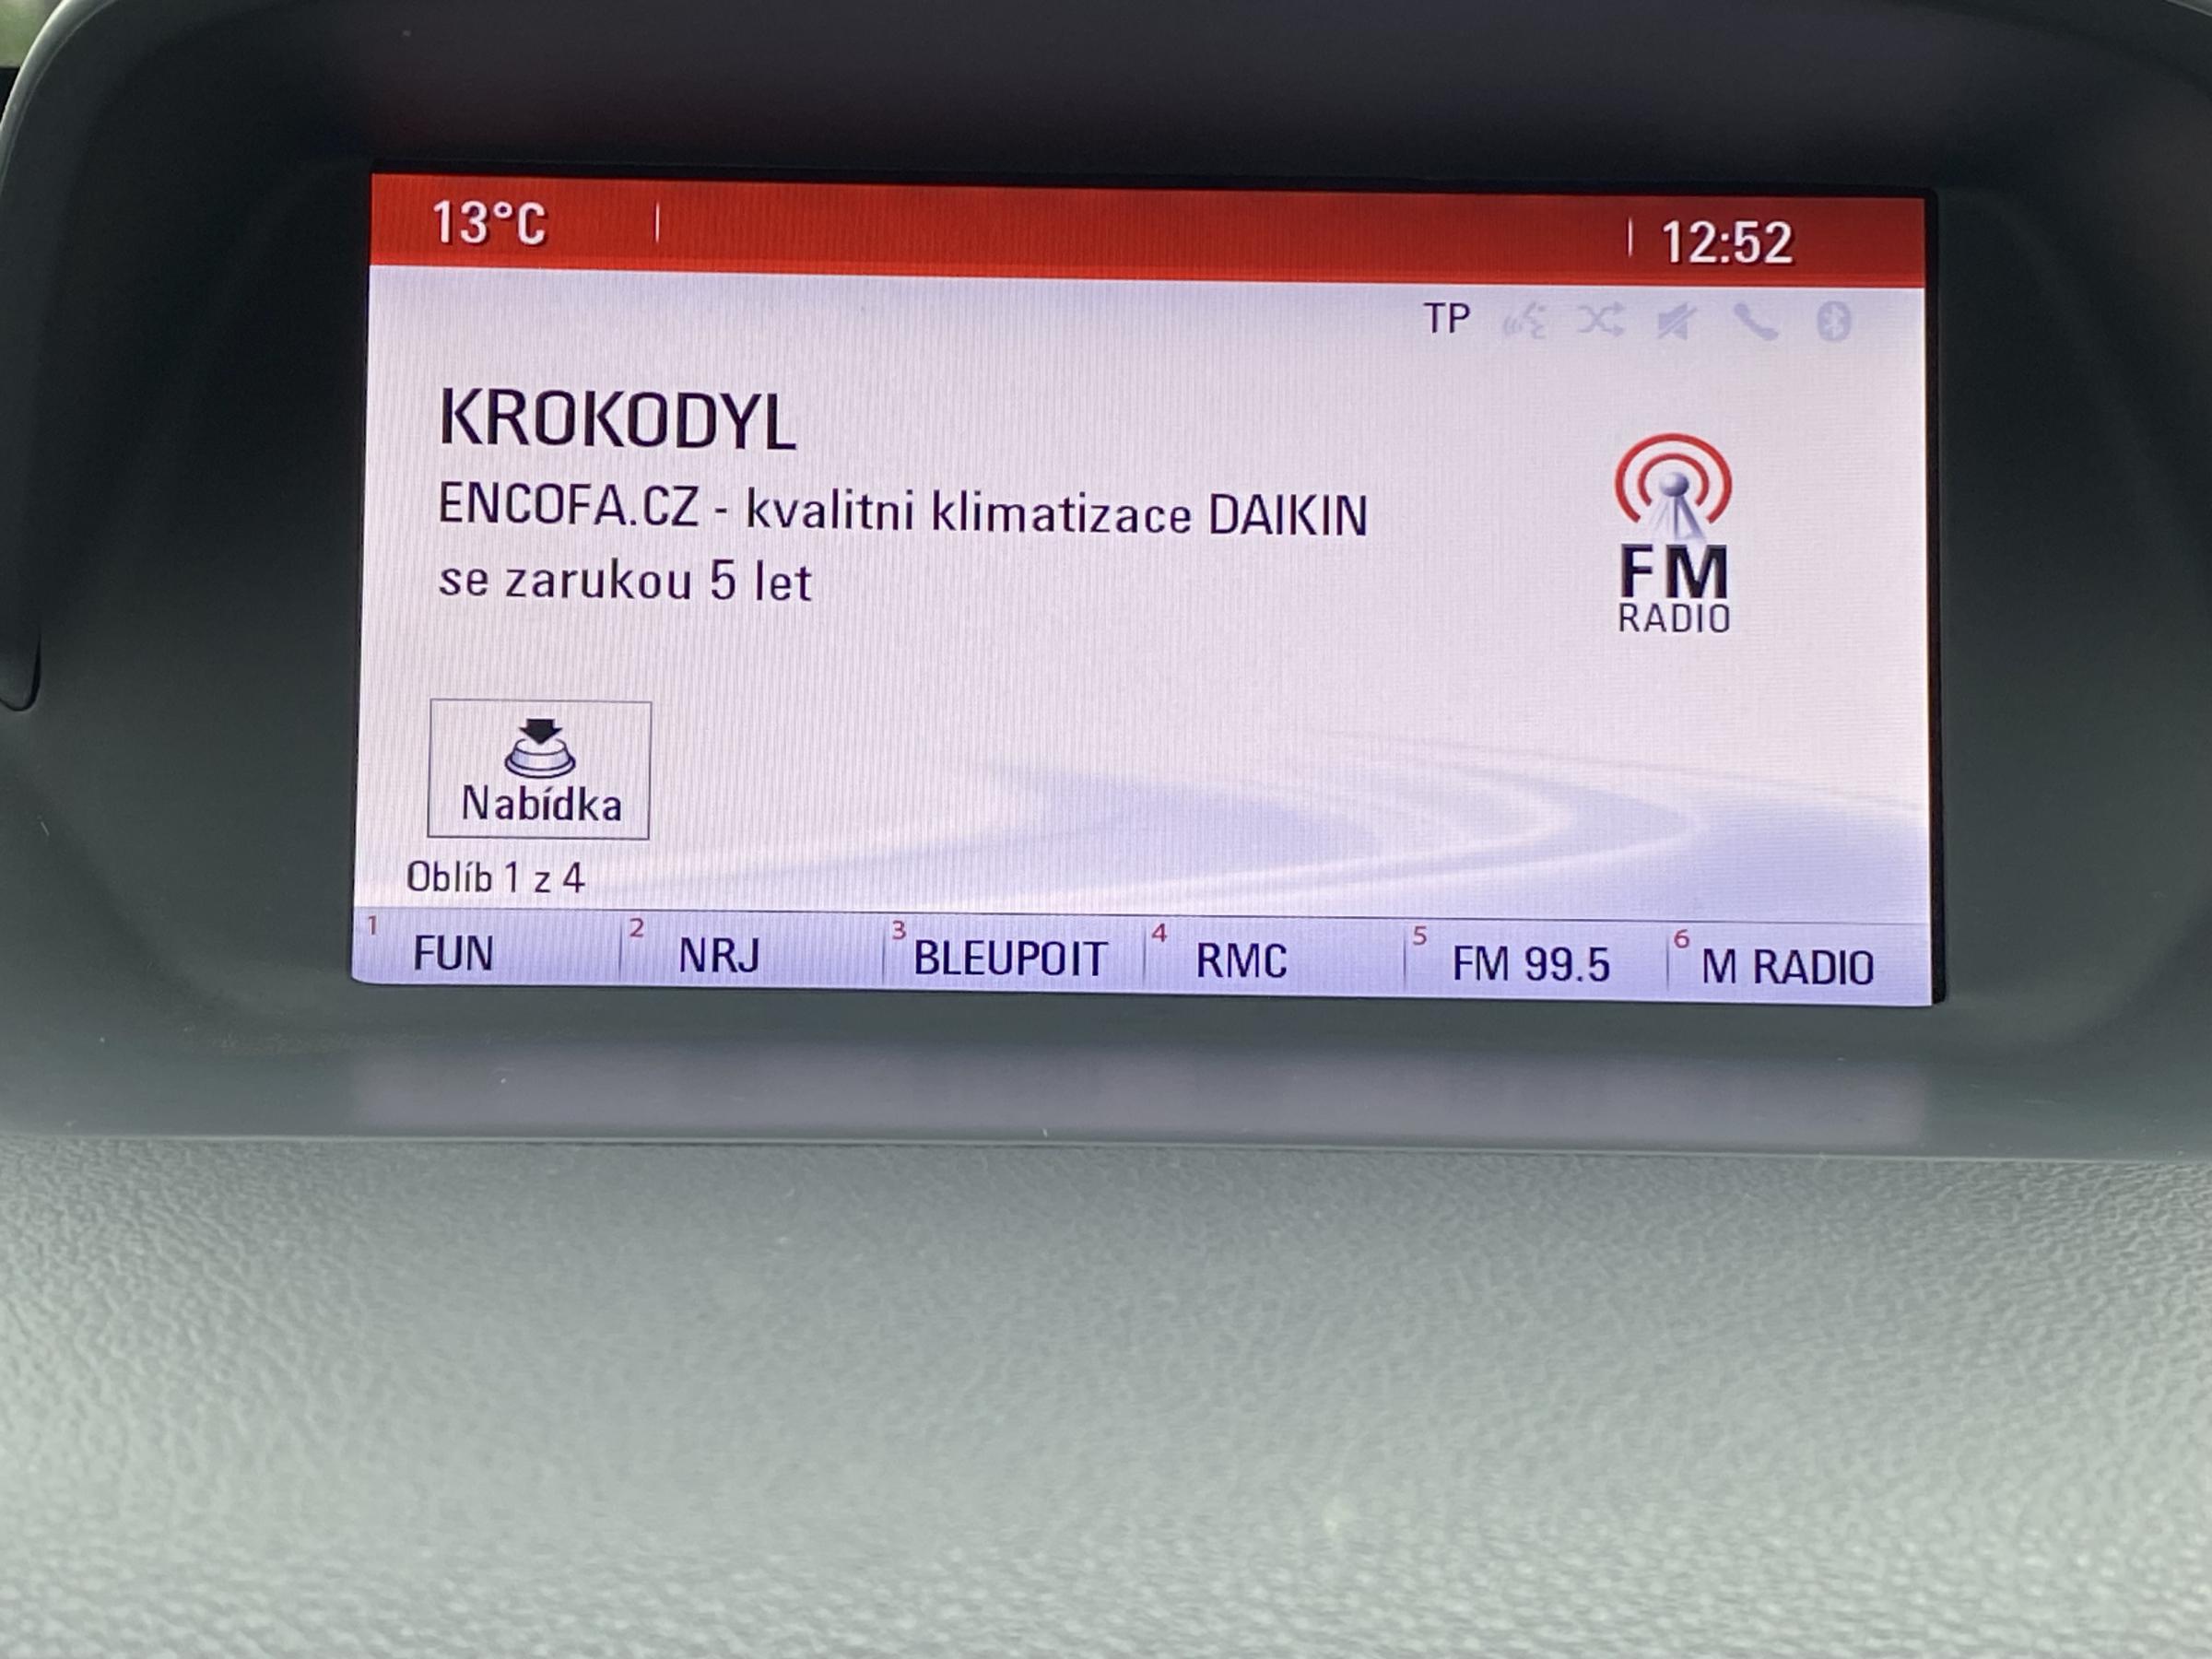 13°C
12:52
TP
KROKODYL
ENCOFA.CZ - kvalitni klimatizace DAIKIN
se zarukou 5 let
FM
RADIO
Nabídka
Oblíb 1 z 4
1 FUN 2 NRJ 3 BLEUPOIT 4 RMC 5 FM 99.5 6 M RADIO